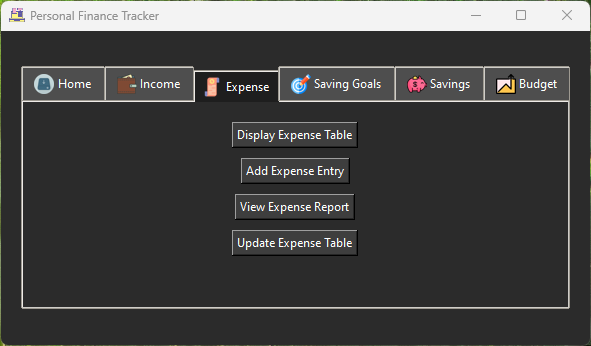 Personal Finance Tracker
Home Income Expense Saving Goals Savings Budget
Display Expense Table
Add Expense Entry
View Expense Report
Update Expense Table